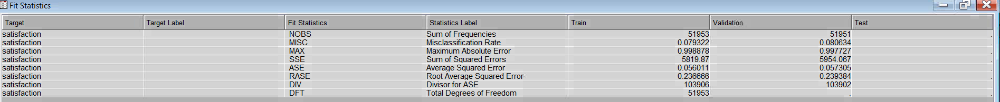 Fit Statistics
Target Target Label Fit Statistics Statistics Label Train Validation Test
satisfaction NOBS Sum of Frequencies 51953 51951 .
satisfaction MISC Misclassification Rate 0.079322 0.080634 .
satisfaction MAX Maximum Absolute Error 0.998878 0.997727 .
satisfaction SSE Sum of Squared Errors 5819.87 5954.067 .
satisfaction ASE Average Squared Error 0.056011 0.057305 .
satisfaction RASE Root Average Squared Error 0.236666 0.239384 .
satisfaction DIV Divisor for ASE 103906 103902 .
satisfaction DFT Total Degrees of Freedom 51953 . .